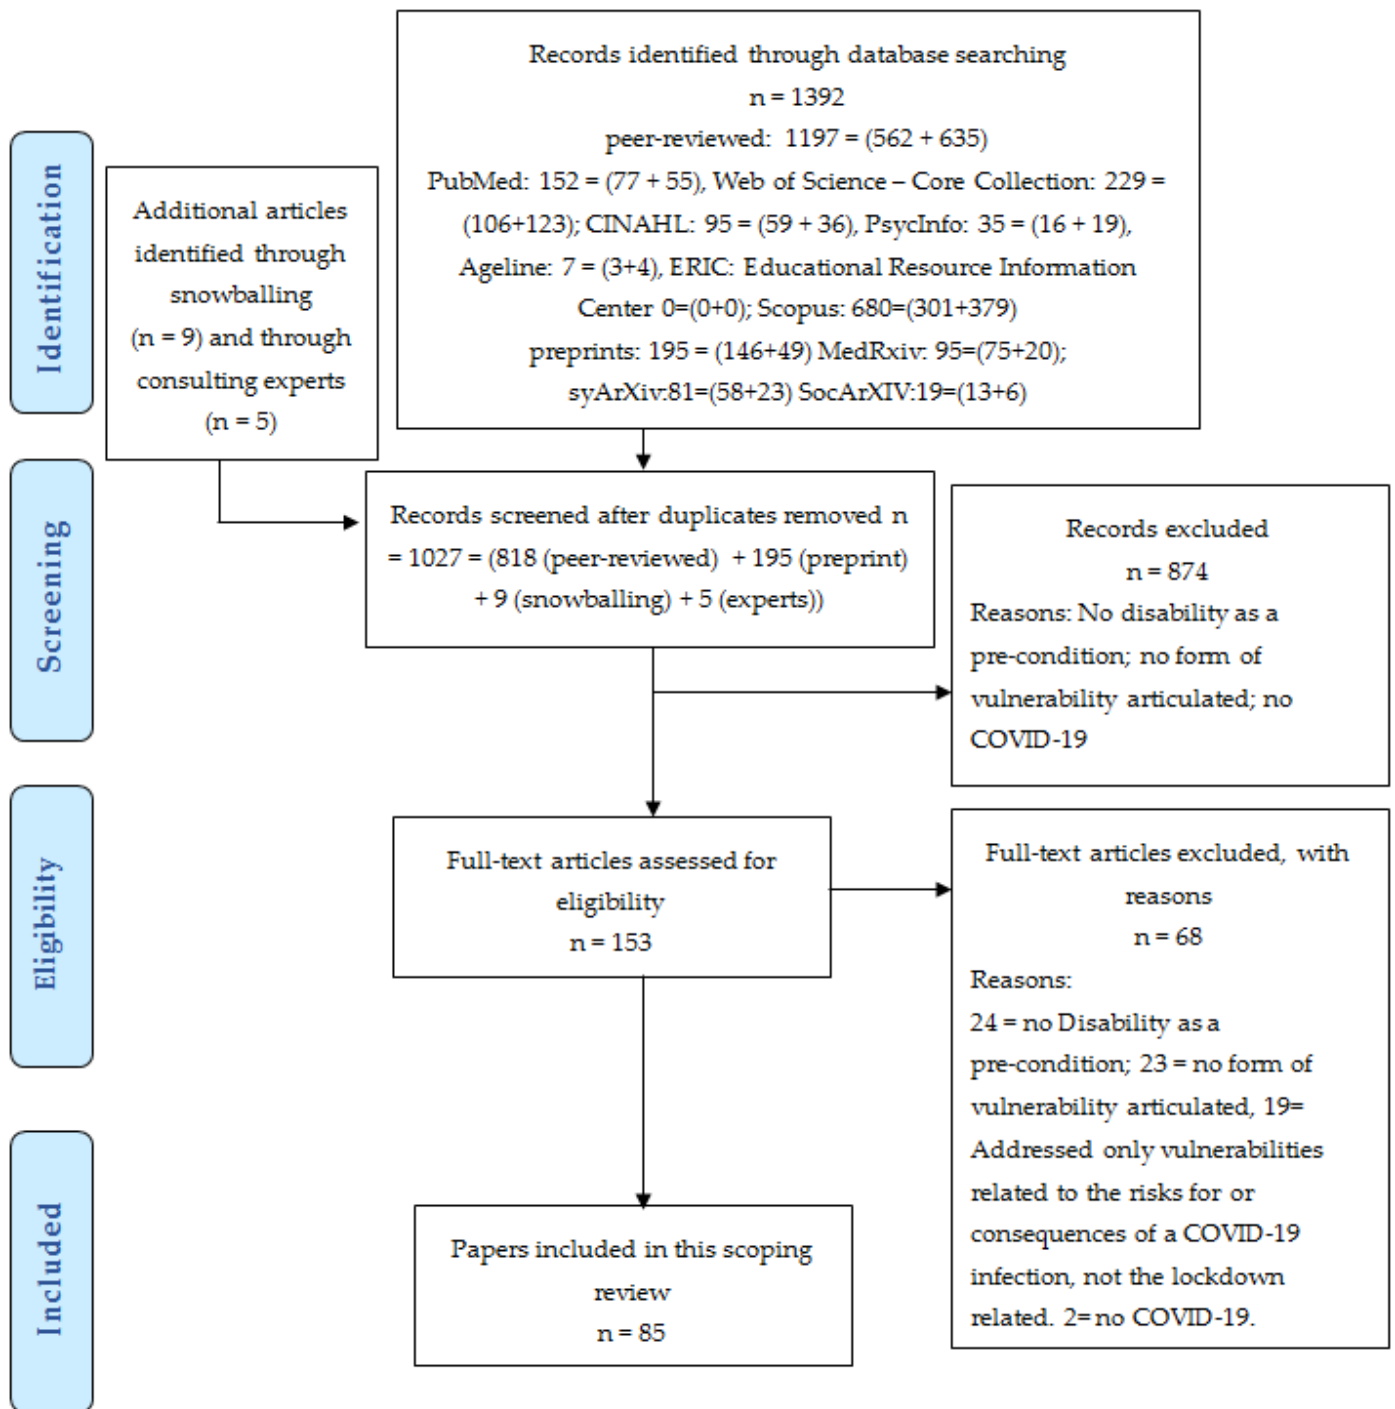 Identification
Additional articles
identified through
snowballing
(n = 9) and through
consulting experts
(n = 5)
Records identified through database searching
n = 1392
peer-reviewed: 1197 = (562 + 635)
PubMed: 152 = (77 + 55), Web of Science – Core Collection: 229 =
(106+123); CINAHL: 95 = (59 + 36), PsycInfo: 35 = (16 + 19),
Ageline: 7 = (3+4), ERIC: Educational Resource Information
Center 0=(0+0); Scopus: 680=(301+379)
preprints: 195 = (146+49) MedRxiv: 95=(75+20);
syArXiv:81=(58+23) SocArXIV:19=(13+6)
Screening
Records screened after duplicates removed n
= 1027 = (818 (peer-reviewed) + 195 (preprint)
+ 9 (snowballing) + 5 (experts))
Records excluded
n = 874
Reasons: No disability as a
pre-condition; no form of
vulnerability articulated; no
COVID-19
Eligibility
Full-text articles assessed for
eligibility
n = 153
Full-text articles excluded, with
reasons
n = 68
Reasons:
24 = no Disability as a
pre-condition; 23 = no form of
vulnerability articulated, 19=
Addressed only vulnerabilities
related to the risks for or
consequences of a COVID-19
infection, not the lockdown
related. 2= no COVID-19.
Included
Papers included in this scoping
review
n = 85